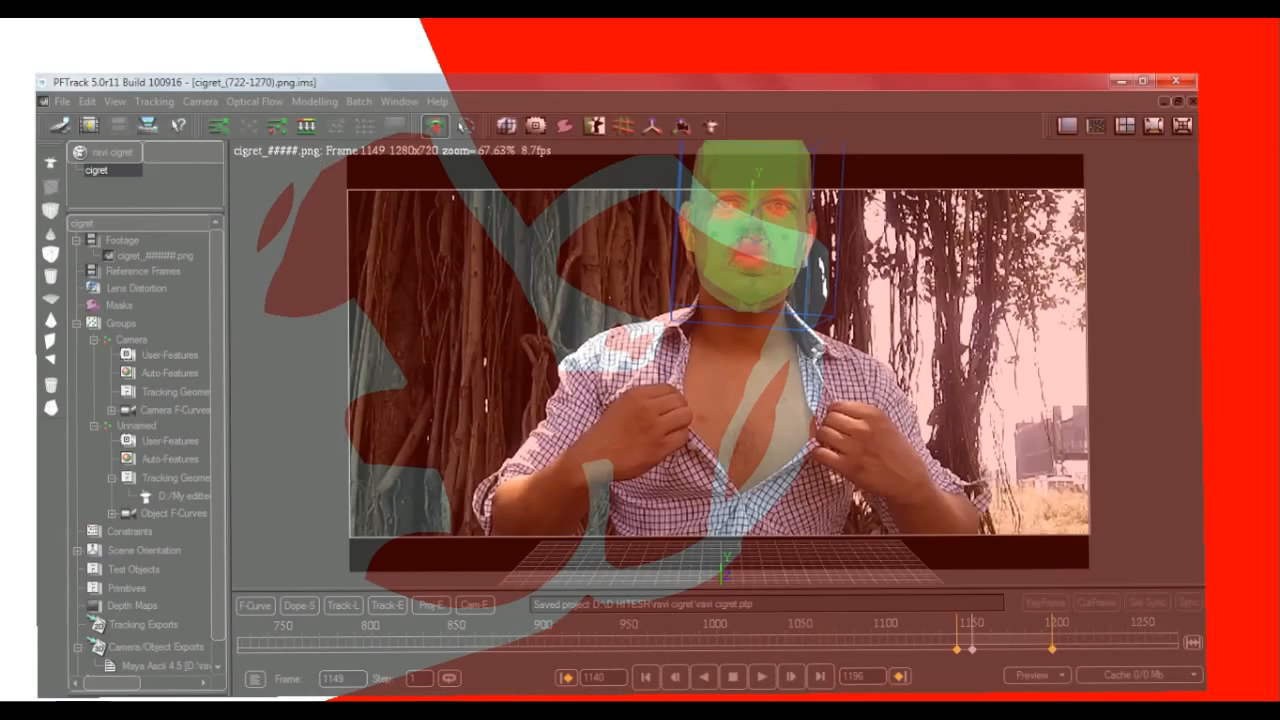 PFTrack 5.0r11 Build 100916 - [cigret_(722-1270).png.ims]
File Edit View Tracking Camera Optical Flow Modelling Batch Window Help
ravi cigret
cigret
cigret_#####.png: Frame 1149 1280x720 zoom= 67.63% 8.7fps
Y
cigret
Footage
cigret_#####.png
Reference Frames
Lens Distortion
Masks
Groups
Camera
User-Features
Auto-Features
Tracking Geome
Camera F-Curves
Unnamed
User-Features
Auto-Features
Tracking Geome
D:/My editte
Object F-Curves
Constraints
Scene Orientation
Test Objects
Primitives
Depth Maps
Tracking Exports
Camera/Object Exports
Maya Ascii 4.5 [D:\rav
Y
Z
F-Curve Dope-S Track-L Track-E Proj-E Cam-E Saved project D:\D HITESH\ravi cigret\ravi cigret.ptp KeyFrame CutFrame Set Sync Sync
750 800 850 900 950 1000 1050 1100 1150 1200 1250
Frame: 1149 Step: 1 1140 1196 Preview Cache 0/0 Mb